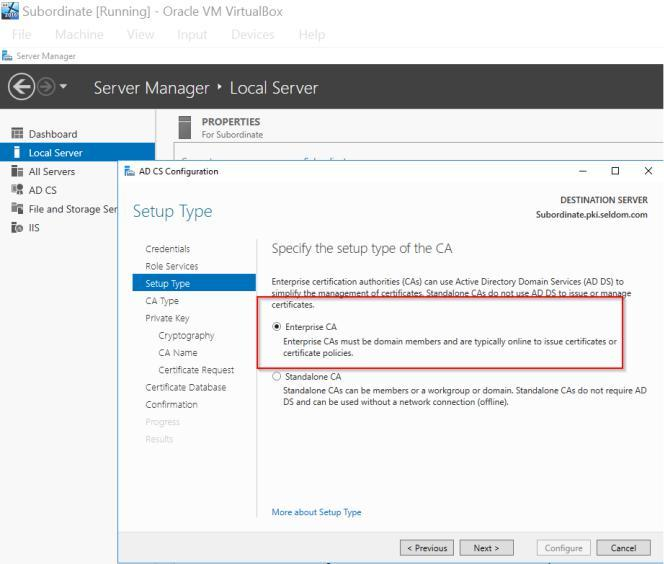 Subordinate [Running] - Oracle VM VirtualBox
File Machine View Input Devices Help
Server Manager
Server Manager • Local Server
Dashboard
Local Server
All Servers
AD CS
File and Storage Ser
IIS
PROPERTIES
For Subordinate
AD CS Configuration
Setup Type
DESTINATION SERVER
Subordinate.pki.seldom.com
Credentials
Role Services
Setup Type
CA Type
Private Key
Cryptography
CA Name
Certificate Request
Certificate Database
Confirmation
Progress
Results
Specify the setup type of the CA
Enterprise certification authorities (CAs) can use Active Directory Domain Services (AD DS) to
simplify the management of certificates. Standalone CAs do not use AD DS to issue or manage
certificates.
Enterprise CA
Enterprise CAs must be domain members and are typically online to issue certificates or
certificate policies.
Standalone CA
Standalone CAs can be members or a workgroup or domain. Standalone CAs do not require AD
DS and can be used without a network connection (offline).
More about Setup Type
< Previous
Next >
Configure
Cancel